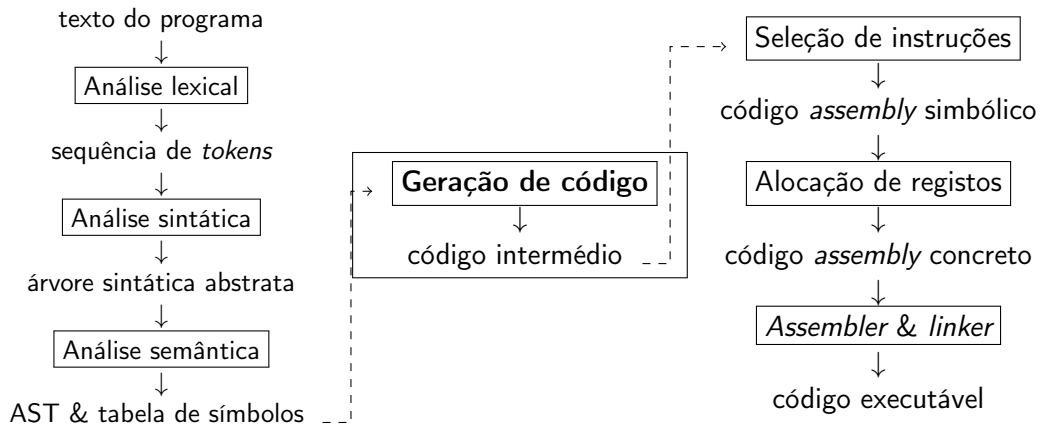 texto do programa
Análise lexical
sequência de tokens
Análise sintática
árvore sintática abstrata
Análise semântica
AST & tabela de símbolos
Geração de código
código intermédio
Seleção de instruções
código assembly simbólico
Alocação de registos
código assembly concreto
Assembler & linker
código executável